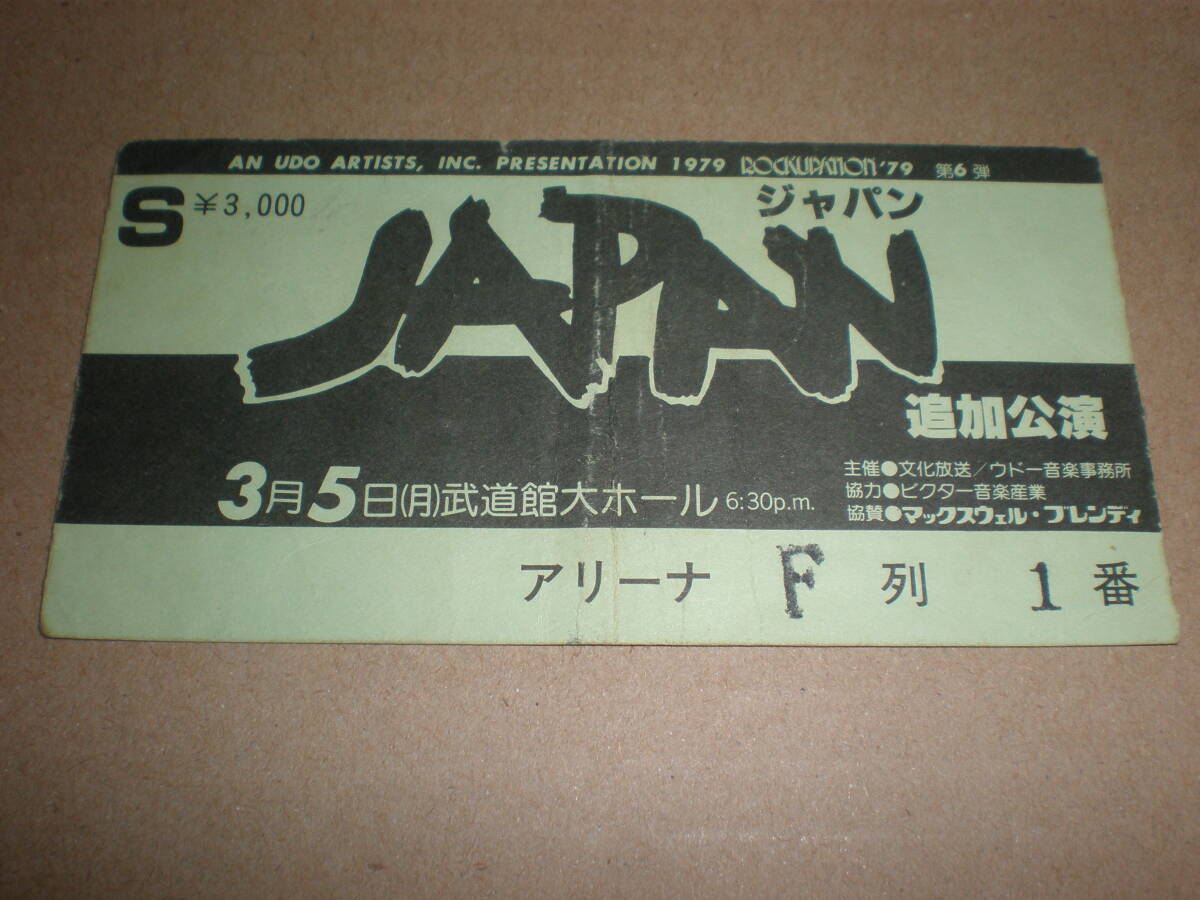 AN UDO ARTISTS, INC. PRESENTATION 1979 ROCKUPATION'79 第6弾
S ¥3,000
ジャパン
JAPAN
追加公演
主催●文化放送/ウドー音楽事務所
協力●ビクター音楽産業
協賛●マックスウェル・ブレンディ
3月5日(月)武道館大ホール 6:30p.m.
アリーナ F 列 1 番